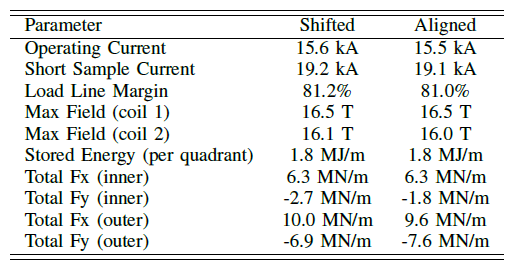 Parameter Shifted Aligned
Operating Current 15.6 kA 15.5 kA
Short Sample Current 19.2 kA 19.1 kA
Load Line Margin 81.2% 81.0%
Max Field (coil 1) 16.5 T 16.5 T
Max Field (coil 2) 16.1 T 16.0 T
Stored Energy (per quadrant) 1.8 MJ/m 1.8 MJ/m
Total Fx (inner) 6.3 MN/m 6.3 MN/m
Total Fy (inner) -2.7 MN/m -1.8 MN/m
Total Fx (outer) 10.0 MN/m 9.6 MN/m
Total Fy (outer) -6.9 MN/m -7.6 MN/m